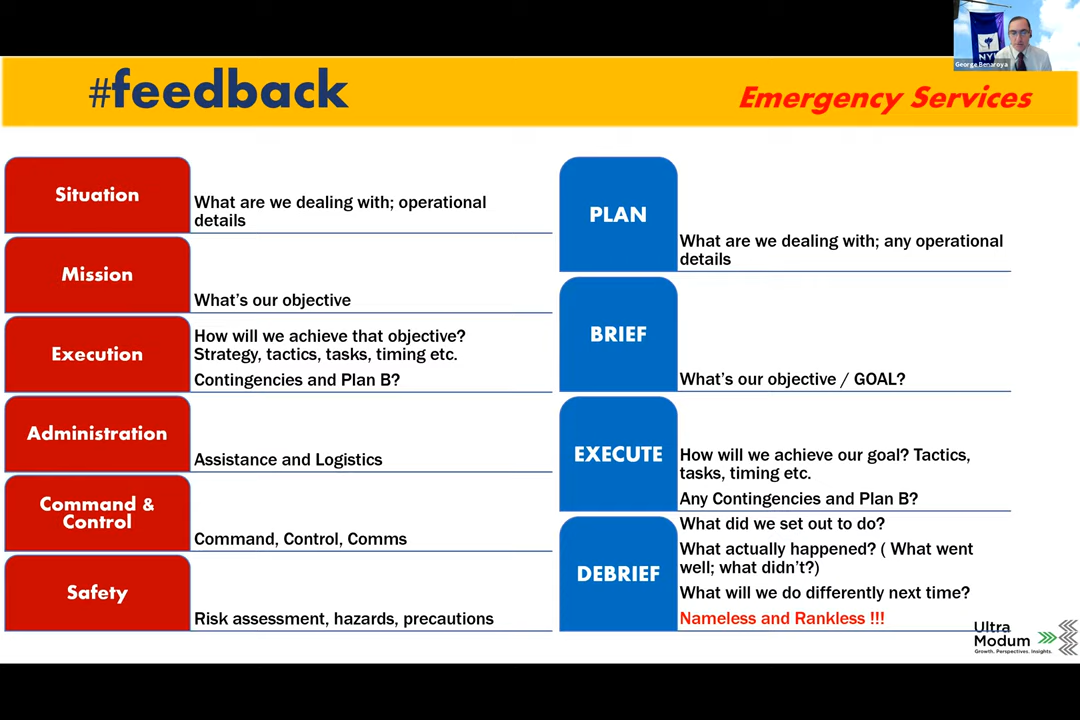 George Benaroya
#feedback
Emergency Services
Situation
What are we dealing with; operational
details
Mission
What's our objective
Execution
How will we achieve that objective?
Strategy, tactics, tasks, timing etc.
Contingencies and Plan B?
Administration
Assistance and Logistics
Command &
Control
Command, Control, Comms
Safety
Risk assessment, hazards, precautions
PLAN
What are we dealing with; any operational
details
BRIEF
What's our objective / GOAL?
EXECUTE
How will we achieve our goal? Tactics,
tasks, timing etc.
Any Contingencies and Plan B?
DEBRIEF
What did we set out to do?
What actually happened? ( What went
well; what didn't?)
What will we do differently next time?
Nameless and Rankless !!!
Ultra
Modum
Growth. Perspectives. Insights.